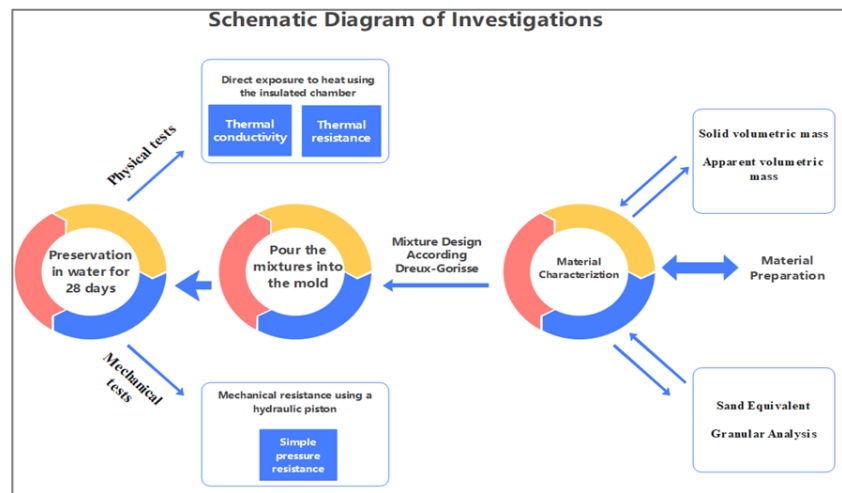 Schematic Diagram of Investigations
Direct exposure to heat using
the insulated chamber
Thermal
conductivity
Thermal
resistance
Physical tests
Solid volumetric mass
Apparent volumetric
mass
Preservation
in water for
28 days
Pour the
mixtures into
the mold
Mixture Design
According
Dreux-Gorisse
Material
Characteriztion
Material
Preparation
Mechanical
tests
Mechanical resistance using a
hydraulic piston
Simple
pressure
resistance
Sand Equivalent
Granular Analysis